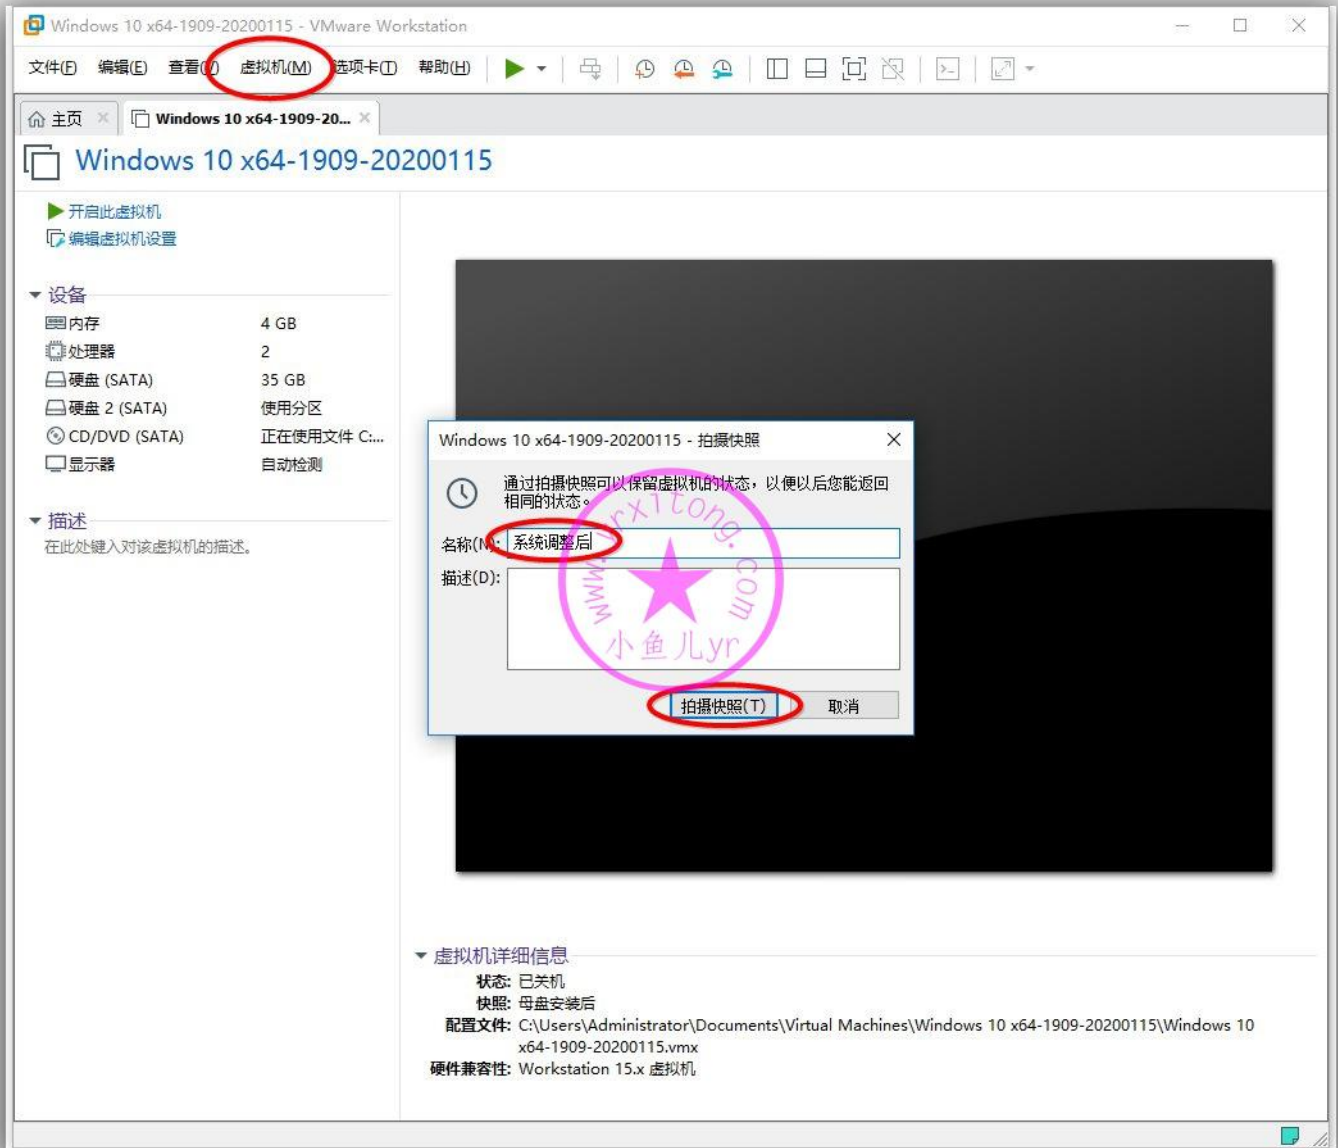 Windows 10 x64-1909-20200115 - VMware Workstation
文件(F) 编辑(E) 查看(V) 虚拟机(M) 选项卡(T) 帮助(H)
主页 Windows 10 x64-1909-20...
Windows 10 x64-1909-20200115
开启此虚拟机
编辑虚拟机设置
设备
内存 4 GB
处理器 2
硬盘 (SATA) 35 GB
硬盘 2 (SATA) 使用分区
CD/DVD (SATA) 正在使用文件 C:...
显示器 自动检测
描述
在此处键入对该虚拟机的描述。
Windows 10 x64-1909-20200115 - 拍摄快照
通过拍摄快照可以保留虚拟机的状态，以便以后您能返回
相同的状态。
名称(N): 系统调整后
描述(D):
www.yrxitong.com
小鱼儿yr
拍摄快照(T) 取消
虚拟机详细信息
状态: 已关机
快照: 母盘安装后
配置文件: C:\Users\Administrator\Documents\Virtual Machines\Windows 10 x64-1909-20200115\Windows 10
x64-1909-20200115.vmx
硬件兼容性: Workstation 15.x 虚拟机